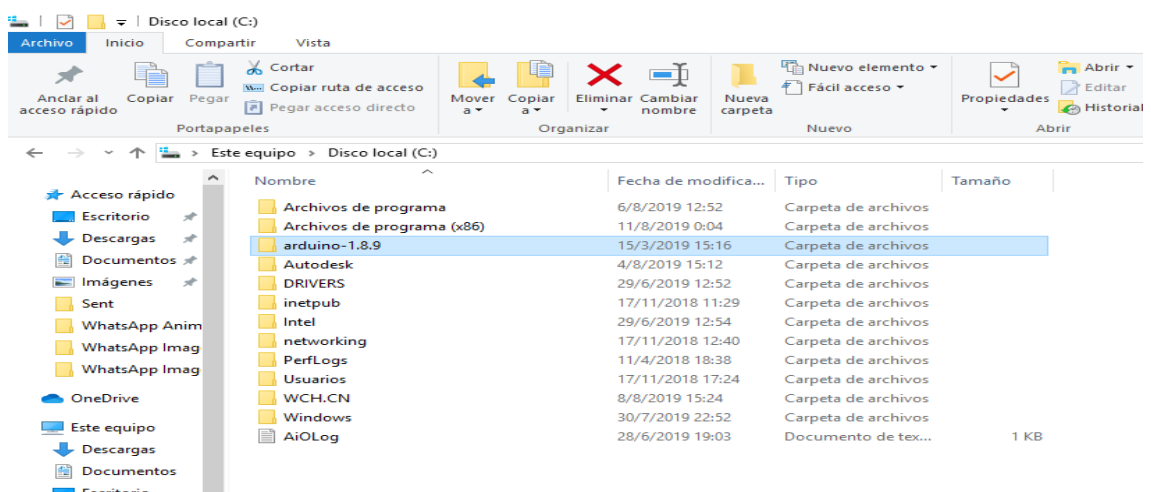 Disco local (C:)
Archivo Inicio Compartir Vista
Anclar al acceso rápido
Copiar
Pegar
Cortar
Copiar ruta de acceso
Pegar acceso directo
Mover a
Copiar a
Eliminar
Cambiar nombre
Nueva carpeta
Nuevo elemento
Fácil acceso
Propiedades
Abrir
Editar
Historial
Portapapeles Organizar Nuevo Abrir
Este equipo > Disco local (C:)
Nombre Fecha de modifica... Tipo Tamaño
Acceso rápido
Escritorio
Descargas
Documentos
Imágenes
Sent
WhatsApp Anim
WhatsApp Imag
WhatsApp Imag
OneDrive
Este equipo
Descargas
Documentos
Escritorio
Archivos de programa 6/8/2019 12:52 Carpeta de archivos
Archivos de programa (x86) 11/8/2019 0:04 Carpeta de archivos
arduino-1.8.9 15/3/2019 15:16 Carpeta de archivos
Autodesk 4/8/2019 15:12 Carpeta de archivos
DRIVERS 29/6/2019 12:52 Carpeta de archivos
inetpub 17/11/2018 11:29 Carpeta de archivos
Intel 29/6/2019 12:54 Carpeta de archivos
networking 17/11/2018 12:40 Carpeta de archivos
PerfLogs 11/4/2018 18:38 Carpeta de archivos
Usuarios 17/11/2018 17:24 Carpeta de archivos
WCH.CN 8/8/2019 15:24 Carpeta de archivos
Windows 30/7/2019 22:52 Carpeta de archivos
AiOLog 28/6/2019 19:03 Documento de tex... 1 KB